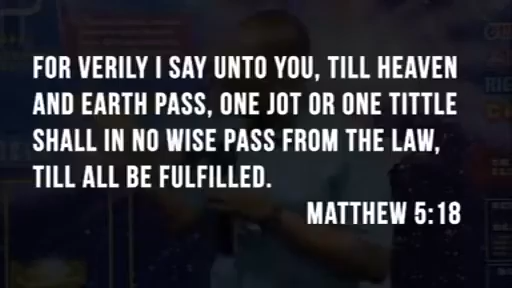 FOR VERILY I SAY UNTO YOU, TILL HEAVEN
AND EARTH PASS, ONE JOT OR ONE TITTLE
SHALL IN NO WISE PASS FROM THE LAW,
TILL ALL BE FULFILLED.
MATTHEW 5:18